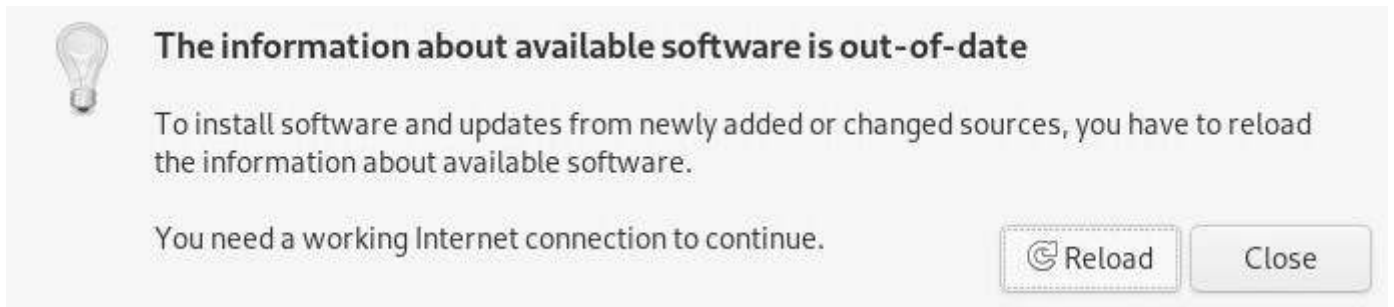 The information about available software is out-of-date
To install software and updates from newly added or changed sources, you have to reload
the information about available software.
You need a working Internet connection to continue.
Reload
Close